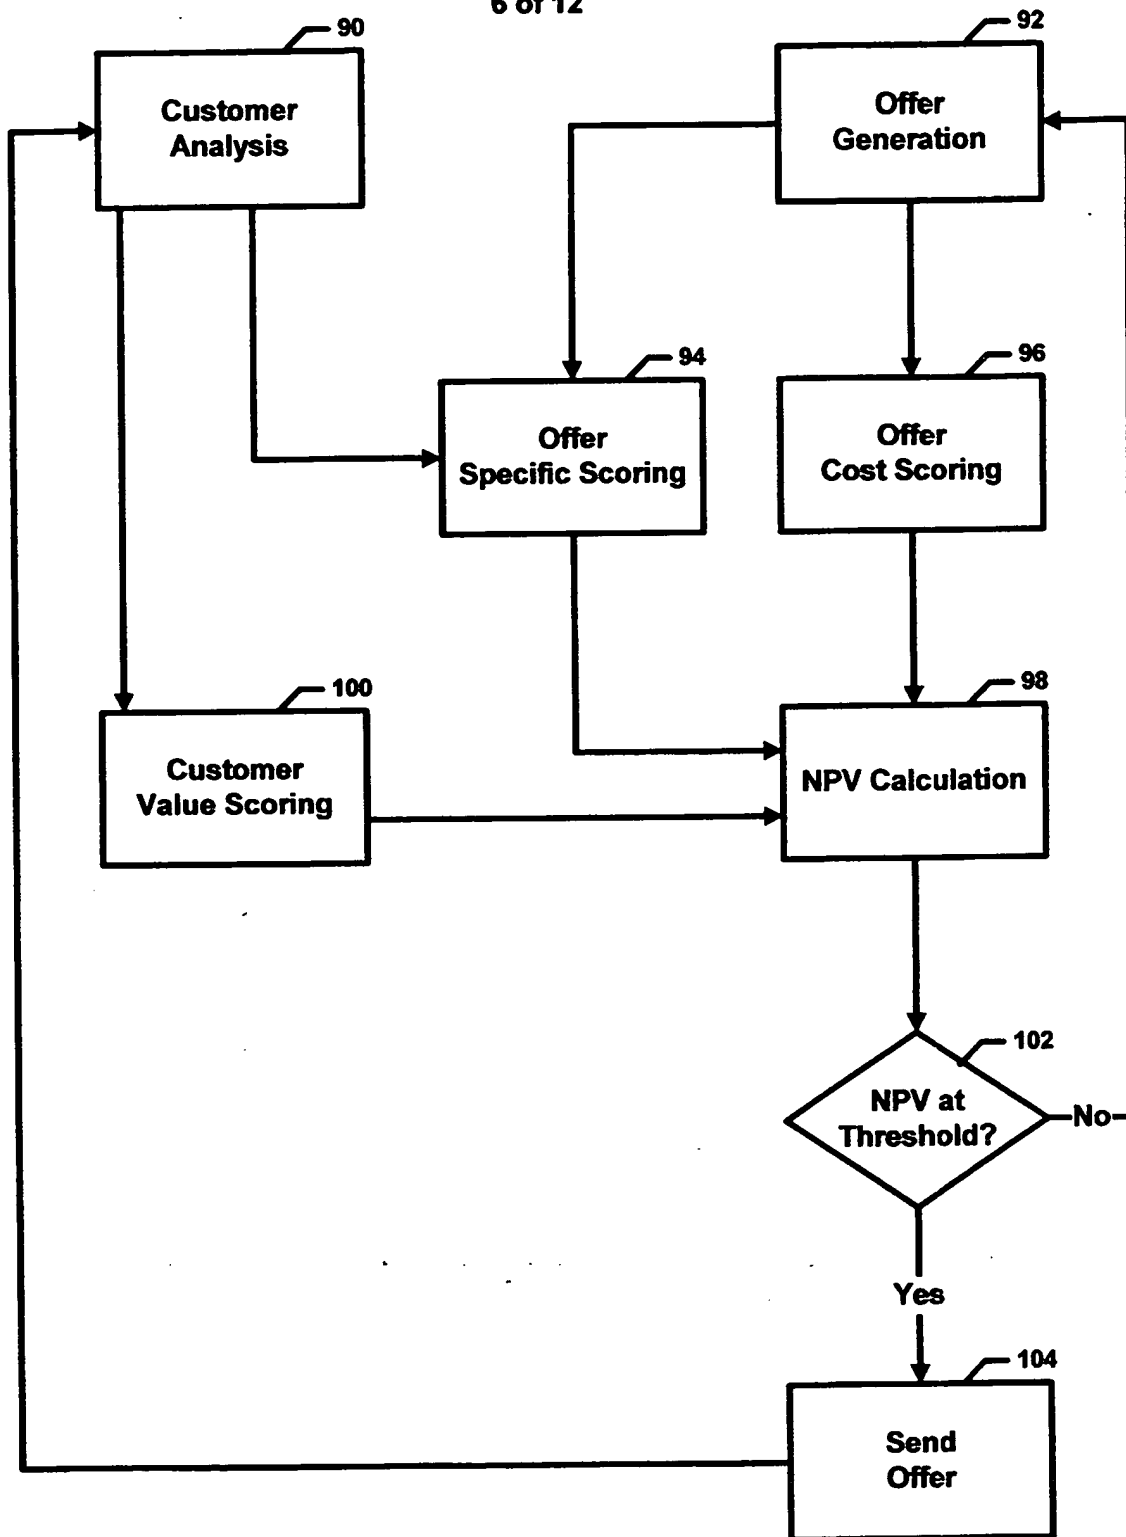 6 of 12
90
Customer
Analysis
92
Offer
Generation
94
Offer
Specific Scoring
96
Offer
Cost Scoring
100
Customer
Value Scoring
98
NPV Calculation
102
NPV at
Threshold?
No
Yes
104
Send
Offer